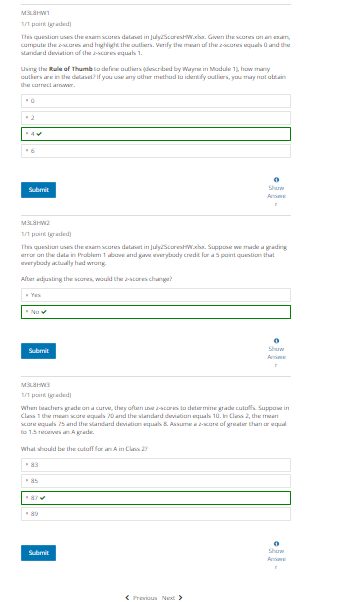 M3L8HW1
1/1 point (graded)
This question uses the exam scores dataset in JulyZScoresHW.xlsx. Given the scores on an exam,
compute the z-scores and highlight the outliers. Verify the mean of the z-scores equals 0 and the
standard deviation of the z-scores equals 1.
Using the Rule of Thumb to define outliers (described by Wayne in Module 1), how many
outliers are in the dataset? If you use any other method to identify outliers, you may not obtain
the correct answer.
0
2
4 ✔
6
Submit
Show
Answe
r
M3L8HW2
1/1 point (graded)
This question uses the exam scores dataset in JulyZScoresHW.xlsx. Suppose we made a grading
error on the data in Problem 1 above and gave everybody credit for a 5 point question that
everybody actually had wrong.
After adjusting the scores, would the z-scores change?
Yes
No ✔
Submit
Show
Answe
r
M3L8HW3
1/1 point (graded)
When teachers grade on a curve, they often use z-scores to determine grade cutoffs. Suppose in
Class 1 the mean score equals 70 and the standard deviation equals 10. In Class 2, the mean
score equals 75 and the standard deviation equals 8. Assume a z-score of greater than or equal
to 1.5 receives an A grade.
What should be the cutoff for an A in Class 2?
83
85
87 ✔
89
Submit
Show
Answe
r
Previous Next